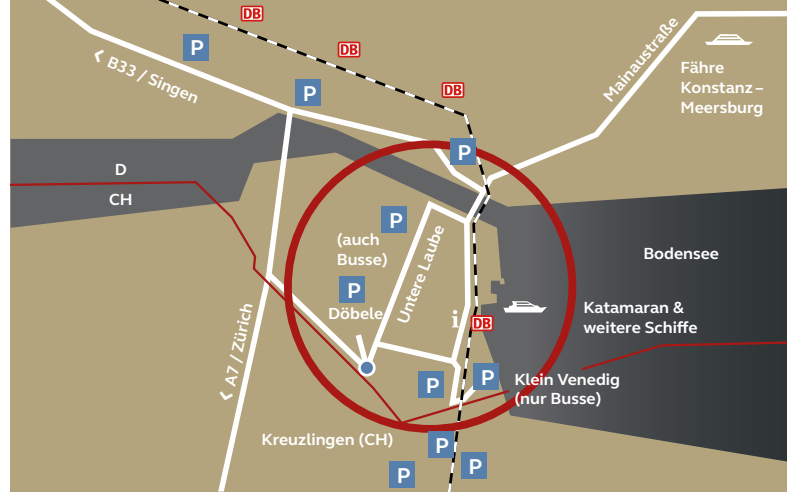 DB
P
DB
B33 / Singen
P
DB
Mainaustraße
Fähre
Konstanz–
Meersburg
P
D
CH
P
(auch
Busse)
P
Döbele
Untere Laube
Bodensee
i
DB
Katamaran &
weitere Schiffe
A7 / Zürich
P
P
Klein Venedig
(nur Busse)
Kreuzlingen (CH)
P
P
P